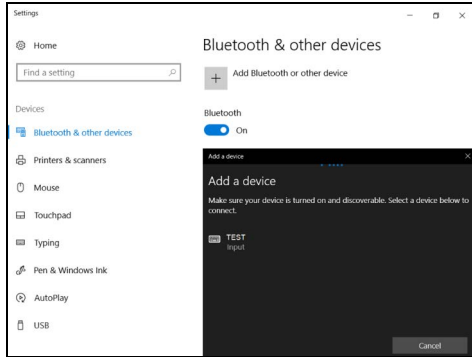 Settings
Home
Find a setting
Devices
Bluetooth & other devices
Printers & scanners
Mouse
Touchpad
Typing
Pen & Windows Ink
AutoPlay
USB
Bluetooth & other devices
Add Bluetooth or other device
Bluetooth
On
Add a device
Add a device
Make sure your device is turned on and discoverable. Select a device below to
connect.
TEST
Input
Cancel